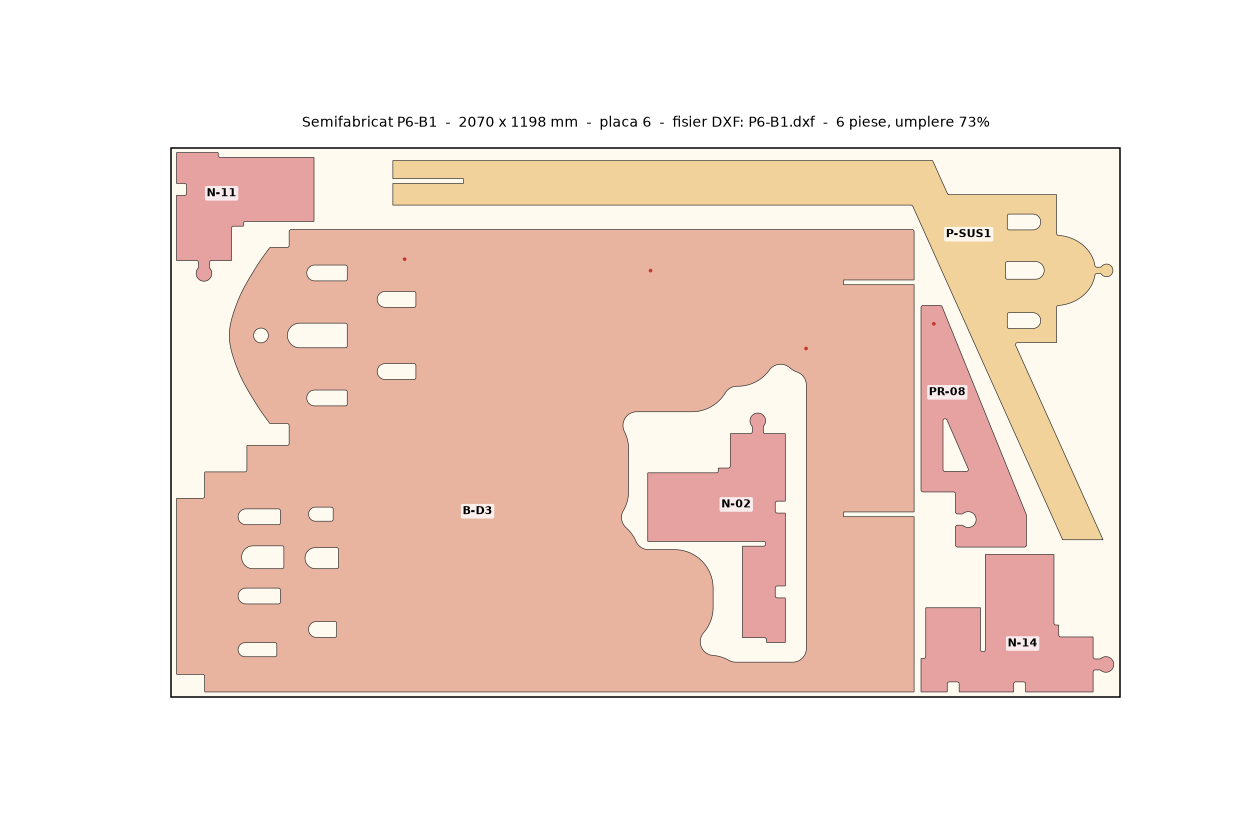 Semifabricat P6-B1 - 2070 x 1198 mm - placa 6 - fisier DXF: P6-B1.dxf - 6 piese, umplere 73%
N-11
P-SUS1
PR-08
N-02
B-D3
N-14